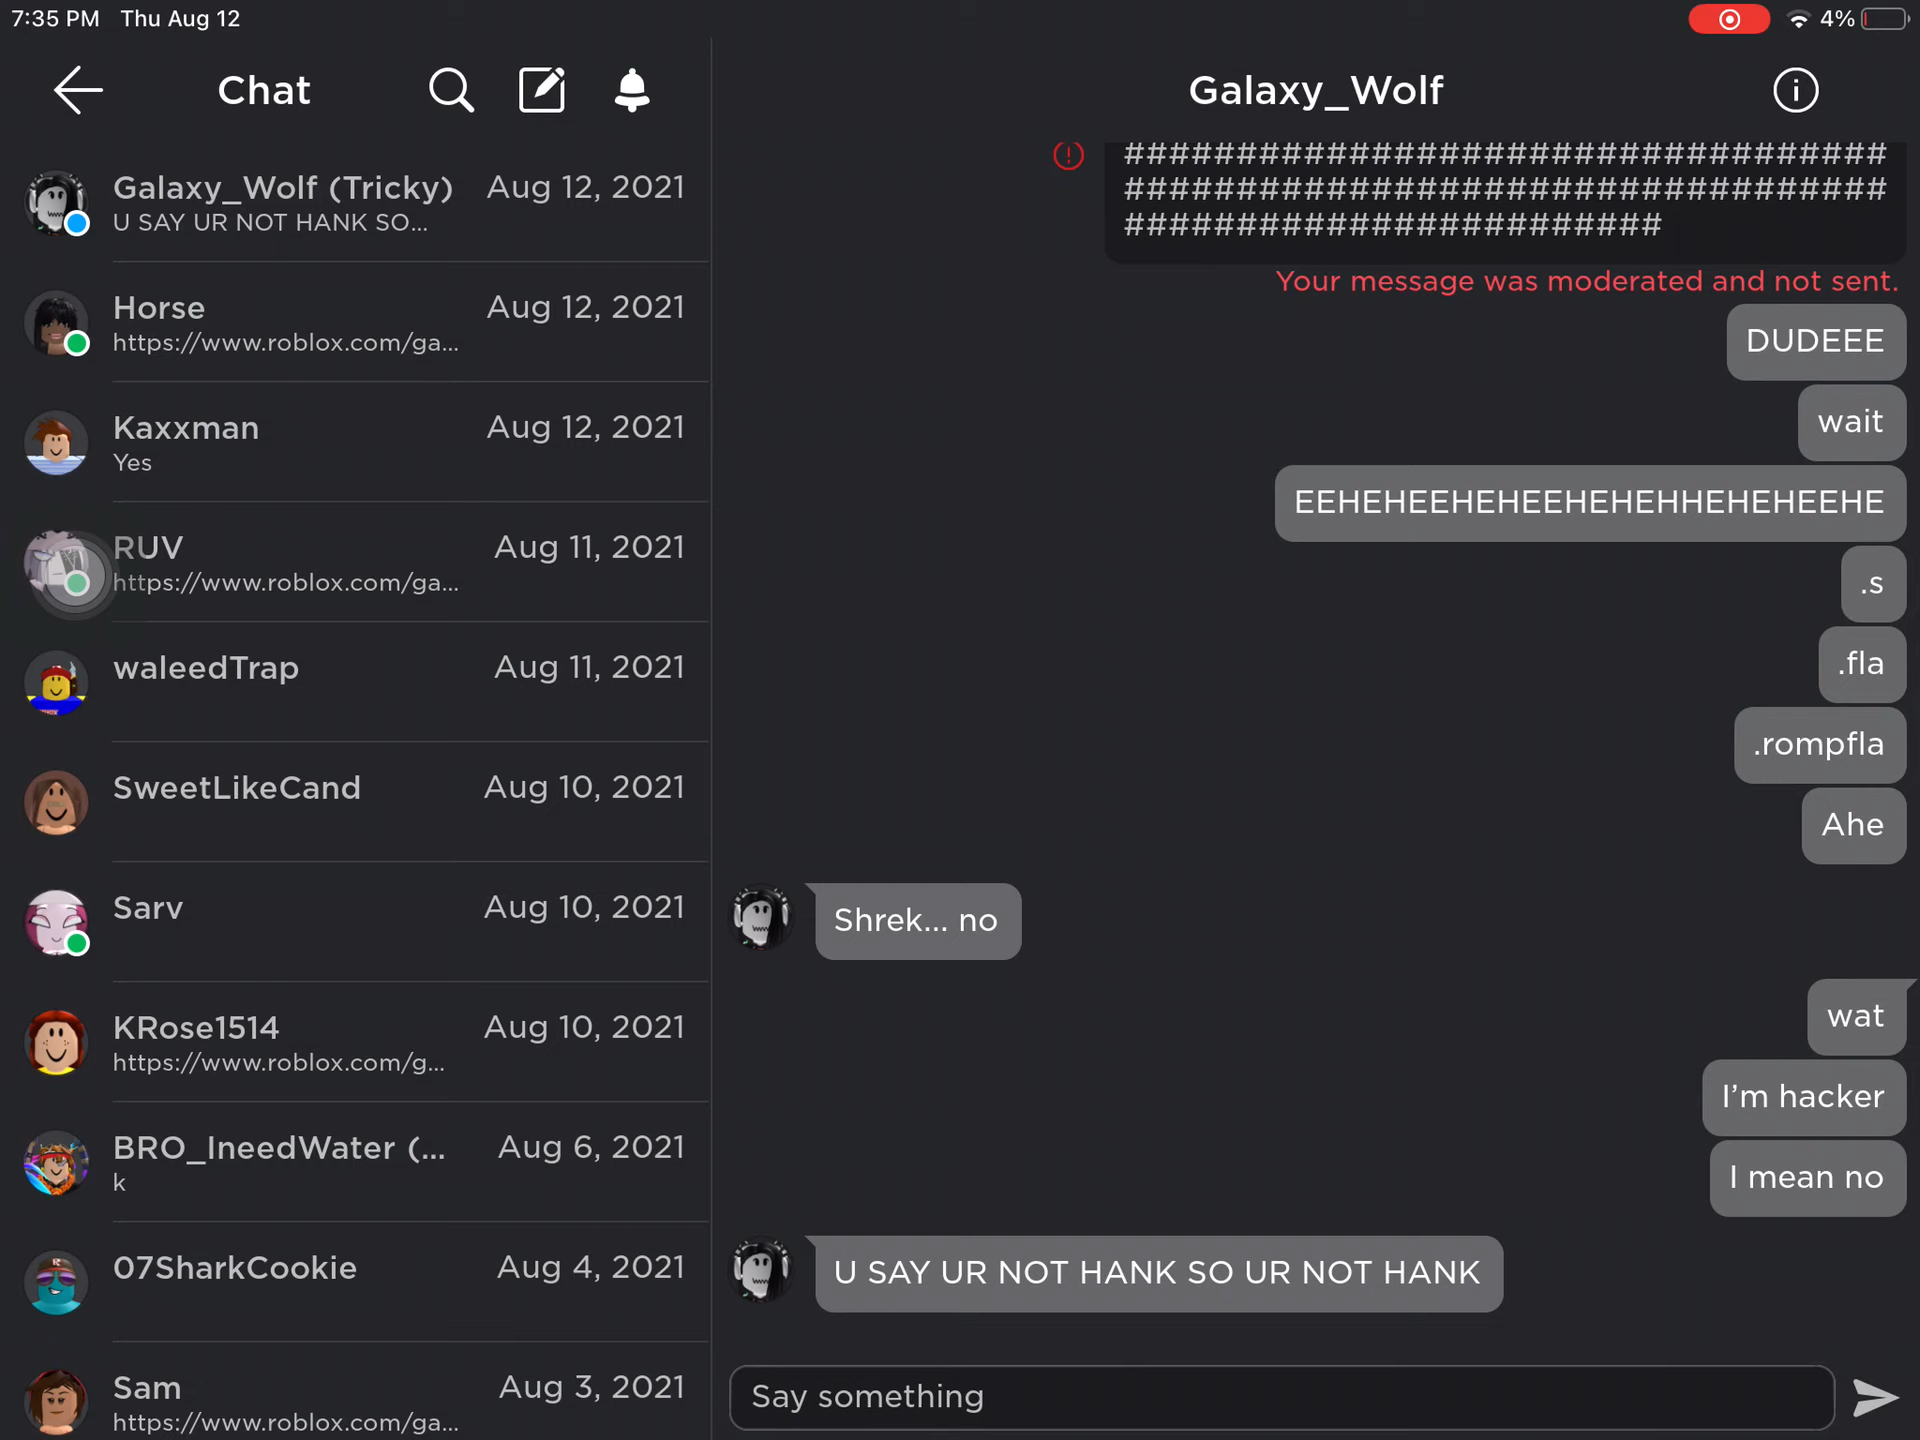 7:35 PM Thu Aug 12
4%
Chat
Galaxy_Wolf (Tricky) Aug 12, 2021
U SAY UR NOT HANK SO...
Horse Aug 12, 2021
https://www.roblox.com/ga...
Kaxxman Aug 12, 2021
Yes
RUV Aug 11, 2021
https://www.roblox.com/ga...
waleedTrap Aug 11, 2021
SweetLikeCand Aug 10, 2021
Sarv Aug 10, 2021
KRose1514 Aug 10, 2021
https://www.roblox.com/g...
BRO_IneedWater (... Aug 6, 2021
k
07SharkCookie Aug 4, 2021
Sam Aug 3, 2021
https://www.roblox.com/ga...
Galaxy_Wolf
##################################
##################################
########################
Your message was moderated and not sent.
DUDEEE
wait
EEHEHEEHEHEEHEHEHHEHEHEEHE
.s
.fla
.rompfla
Ahe
Shrek... no
wat
I’m hacker
I mean no
U SAY UR NOT HANK SO UR NOT HANK
Say something